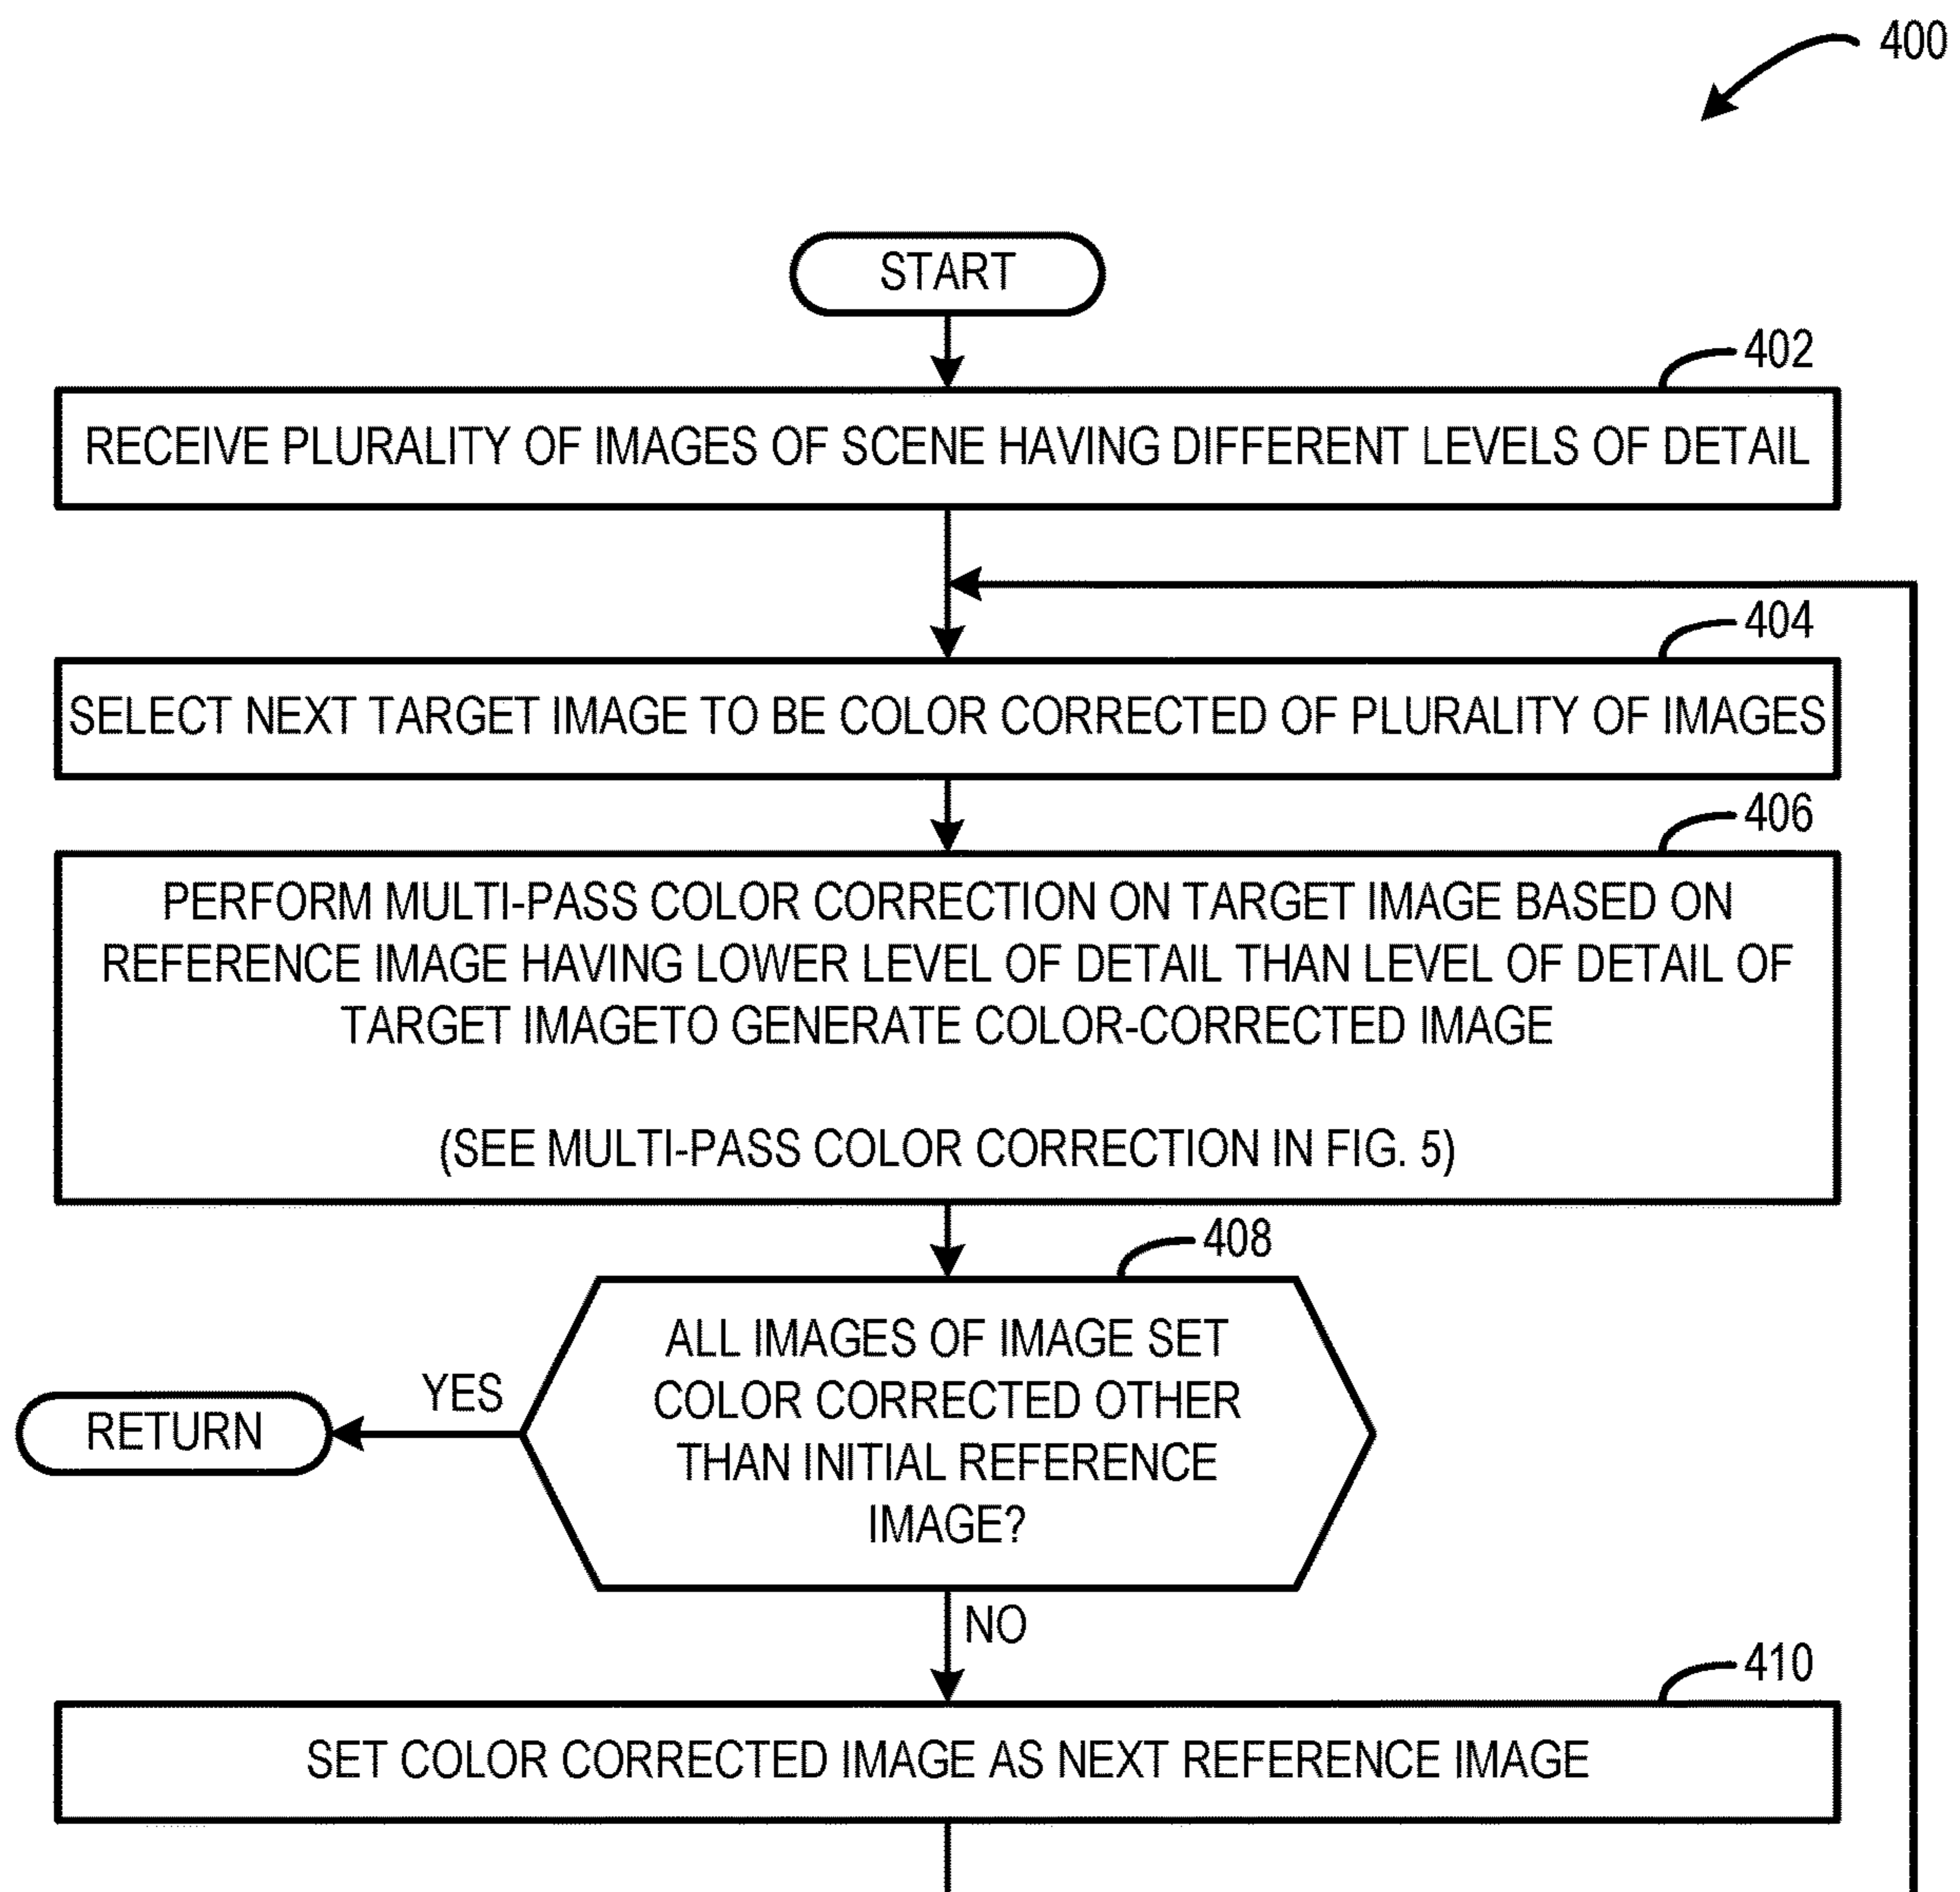 400
START
402
RECEIVE PLURALITY OF IMAGES OF SCENE HAVING DIFFERENT LEVELS OF DETAIL
404
SELECT NEXT TARGET IMAGE TO BE COLOR CORRECTED OF PLURALITY OF IMAGES
406
PERFORM MULTI-PASS COLOR CORRECTION ON TARGET IMAGE BASED ON
REFERENCE IMAGE HAVING LOWER LEVEL OF DETAIL THAN LEVEL OF DETAIL OF
TARGET IMAGETO GENERATE COLOR-CORRECTED IMAGE
(SEE MULTI-PASS COLOR CORRECTION IN FIG. 5)
408
ALL IMAGES OF IMAGE SET
COLOR CORRECTED OTHER
THAN INITIAL REFERENCE
IMAGE?
YES
RETURN
NO
410
SET COLOR CORRECTED IMAGE AS NEXT REFERENCE IMAGE